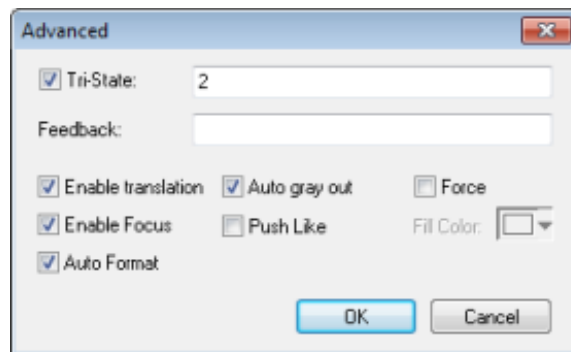 Advanced
Tri-State: 2
Feedback:
Enable translation Auto gray out Force
Enable Focus Push Like Fill Color:
Auto Format
OK Cancel